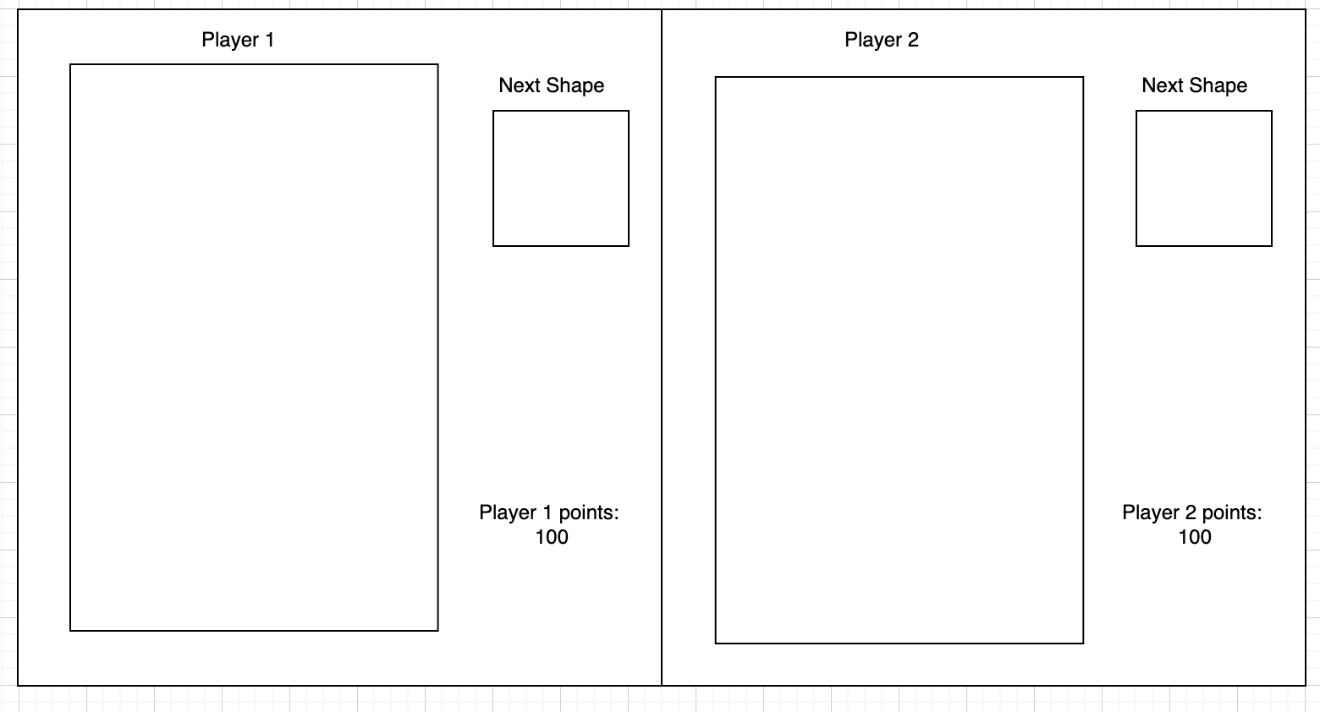 Player 1
Next Shape
Player 1 points:
100
Player 2
Next Shape
Player 2 points:
100